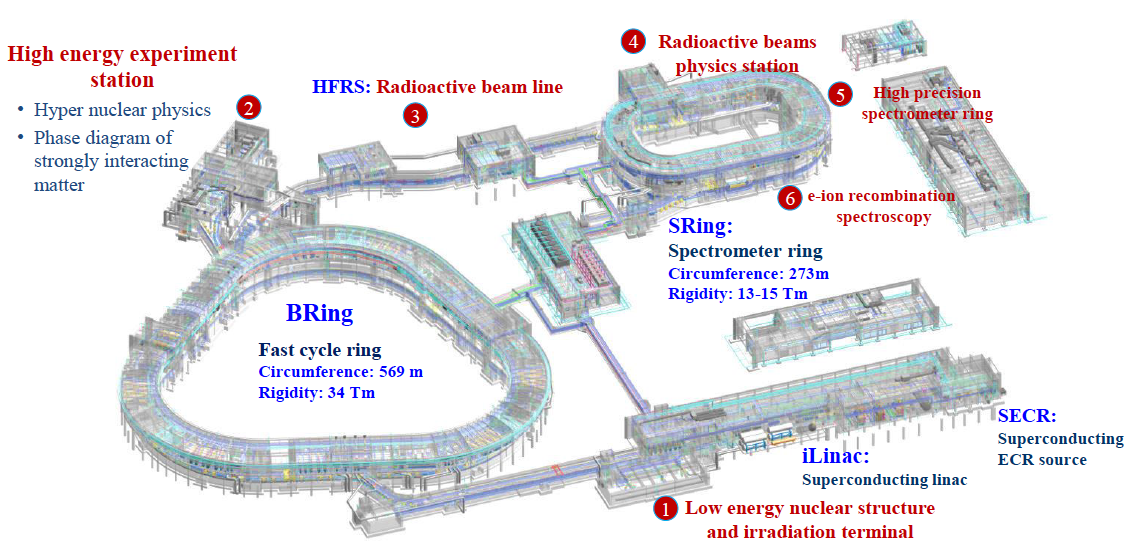 High energy experiment
station
• Hyper nuclear physics
• Phase diagram of
strongly interacting
matter
2
HFRS: Radioactive beam line
3
4
Radioactive beams
physics station
5
High precision
spectrometer ring
6
e-ion recombination
spectroscopy
SRing:
Spectrometer ring
Circumference: 273m
Rigidity: 13-15 Tm
BRing
Fast cycle ring
Circumference: 569 m
Rigidity: 34 Tm
SECR:
Superconducting
ECR source
iLinac:
Superconducting linac
1
Low energy nuclear structure
and irradiation terminal